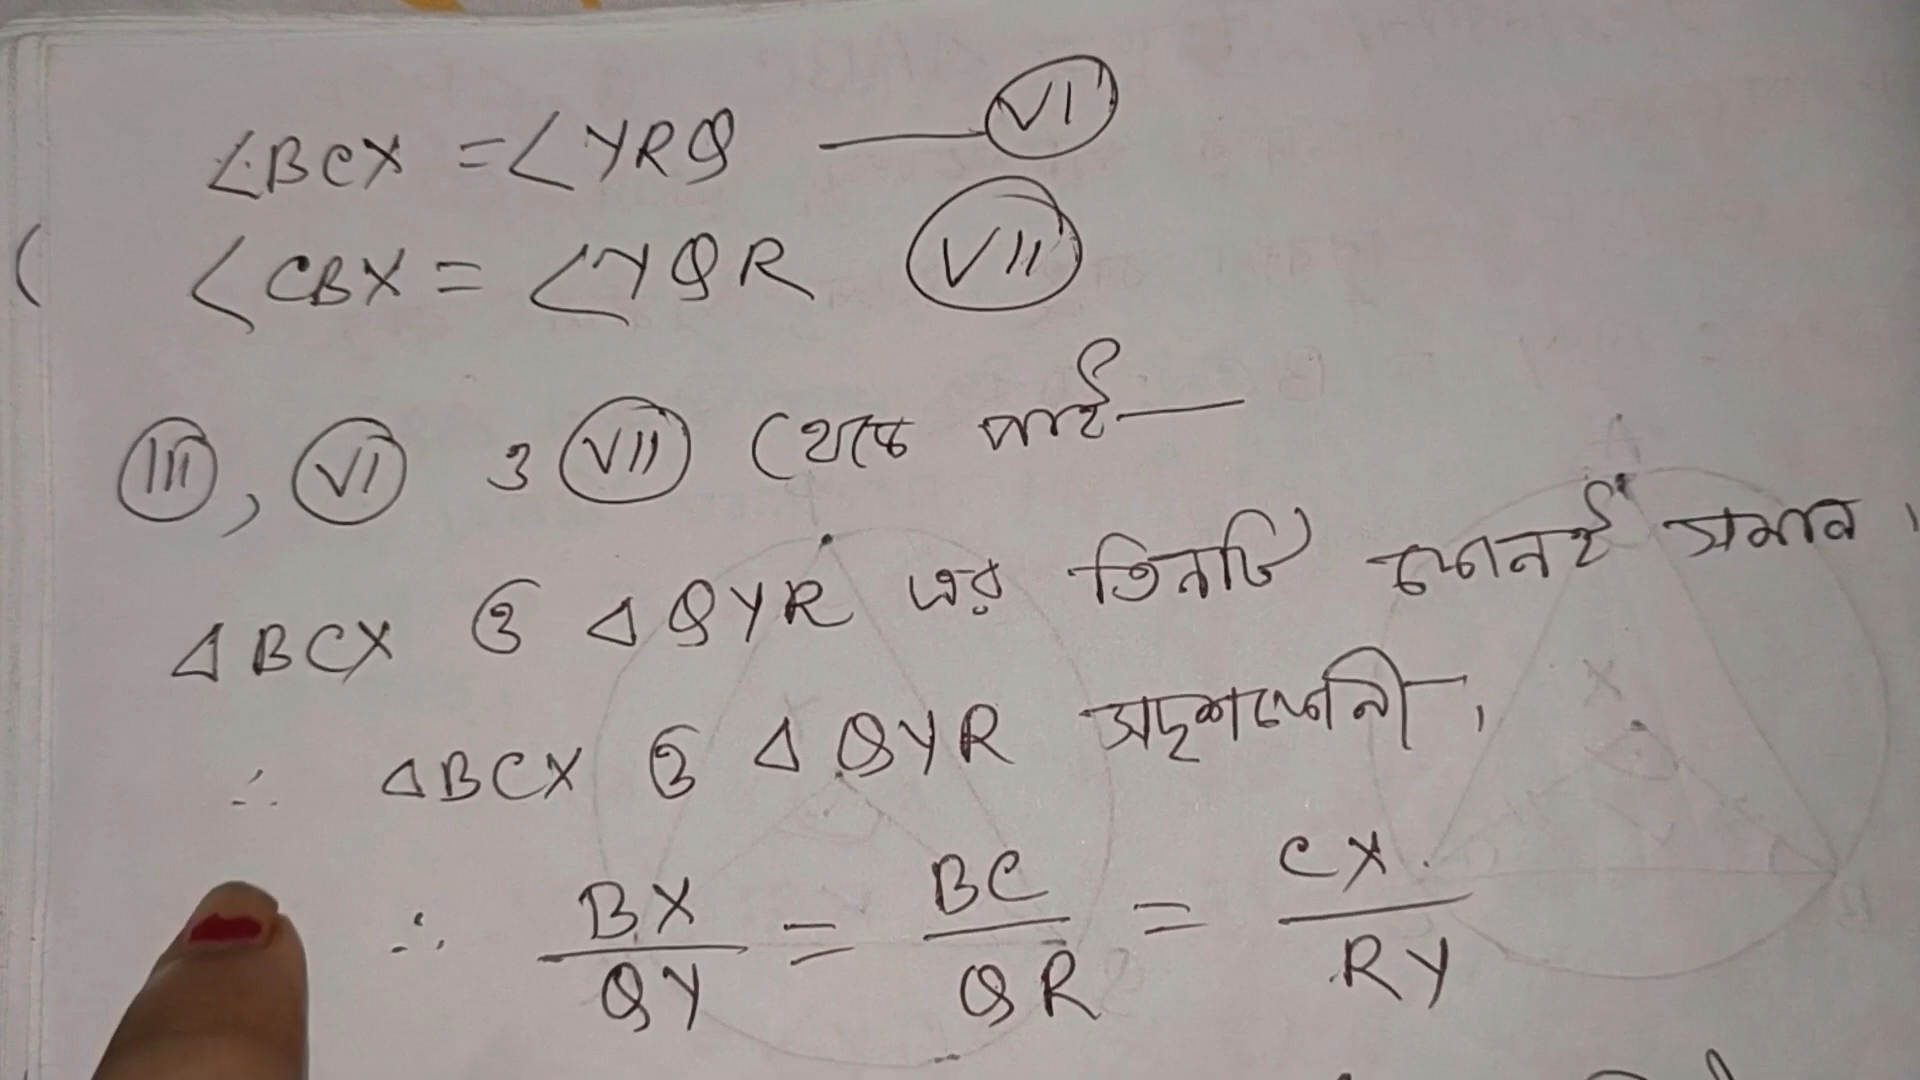 ∠BCX = ∠YRQ — VI
∠CBX = ∠YQR VII
III, VI ও VII থেকে পাই—
△BCX ও △QYR এর তিনটি কোনই সমান।
∴ △BCX ও △QYR সদৃশকোনী।
∴ BX/QY = BC/QR = CX/RY